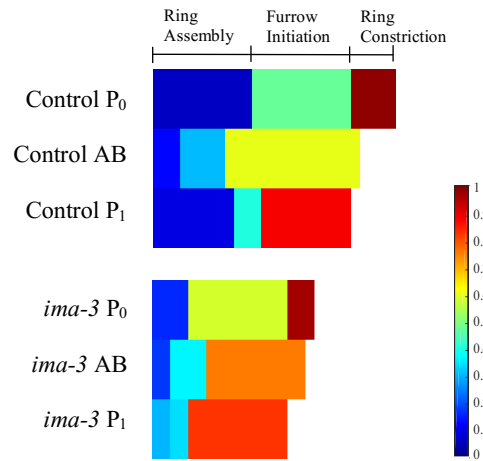 Ring Assembly
Furrow Initiation
Ring Constriction
Control P₀
Control AB
Control P₁
ima-3 P₀
ima-3 AB
ima-3 P₁
1
0.
0.
0.
0.
0.
0.
0.
0.
0.
0